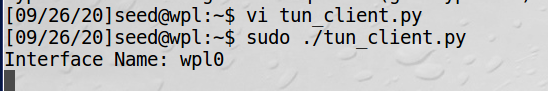 [09/26/20]seed@wpl:~$ vi tun_client.py
[09/26/20]seed@wpl:~$ sudo ./tun_client.py
Interface Name: wpl0